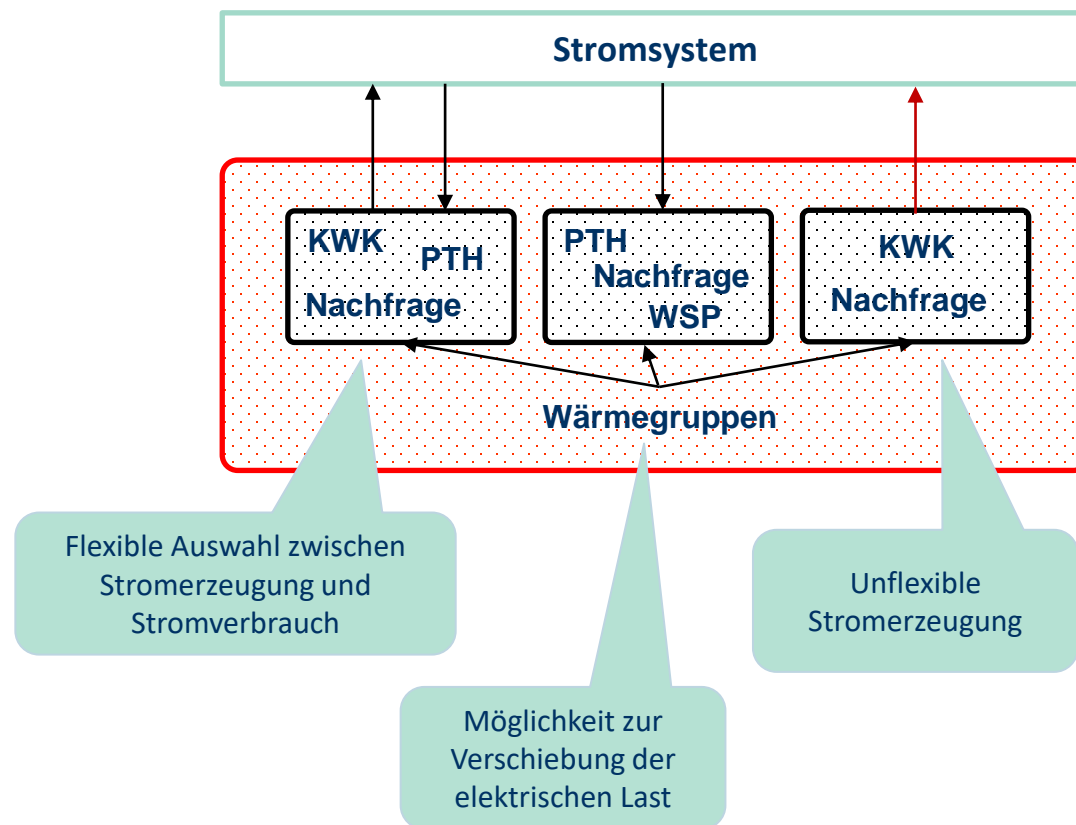 Stromsystem
KWK
PTH
Nachfrage
PTH
Nachfrage
WSP
KWK
Nachfrage
Wärmegruppen
Flexible Auswahl zwischen
Stromerzeugung und
Stromverbrauch
Möglichkeit zur
Verschiebung der
elektrischen Last
Unflexible
Stromerzeugung